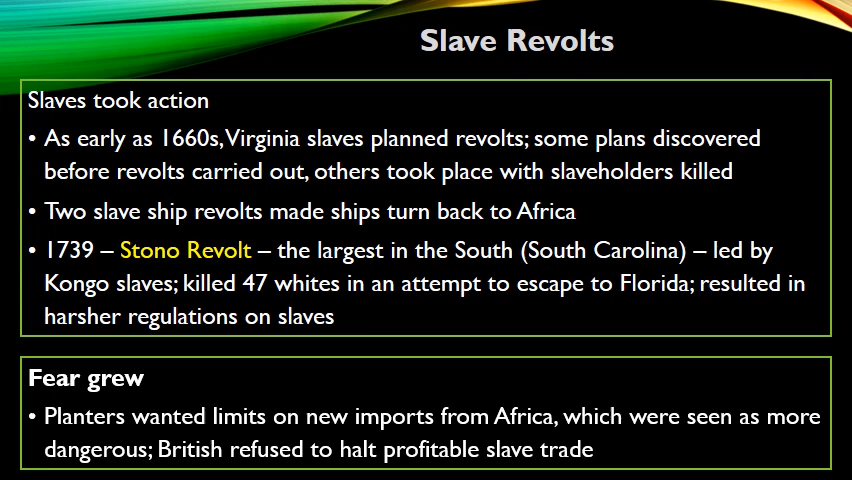 Slave Revolts
Slaves took action
• As early as 1660s, Virginia slaves planned revolts; some plans discovered
before revolts carried out, others took place with slaveholders killed
• Two slave ship revolts made ships turn back to Africa
• 1739 – Stono Revolt – the largest in the South (South Carolina) – led by
Kongo slaves; killed 47 whites in an attempt to escape to Florida; resulted in
harsher regulations on slaves
Fear grew
• Planters wanted limits on new imports from Africa, which were seen as more
dangerous; British refused to halt profitable slave trade